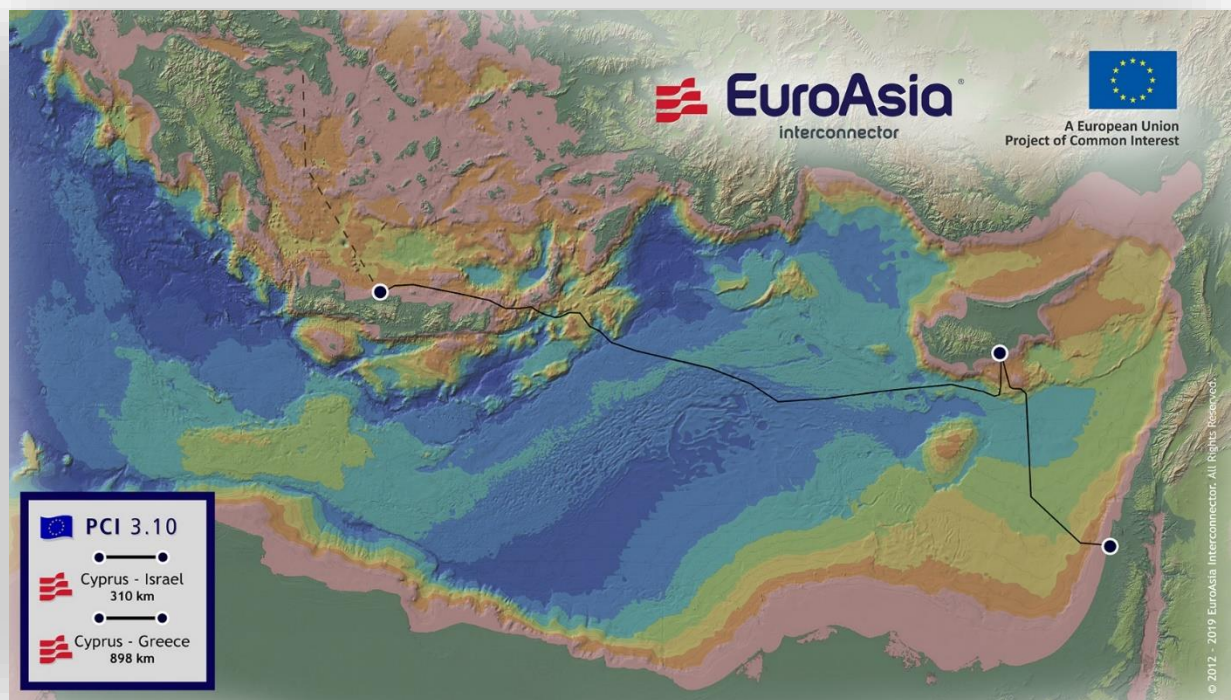 EuroAsia®
interconnector
A European Union
Project of Common Interest
PCI 3.10
Cyprus - Israel
310 km
Cyprus - Greece
898 km
© 2012 - 2019 EuroAsia Interconnector. All Rights Reserved.